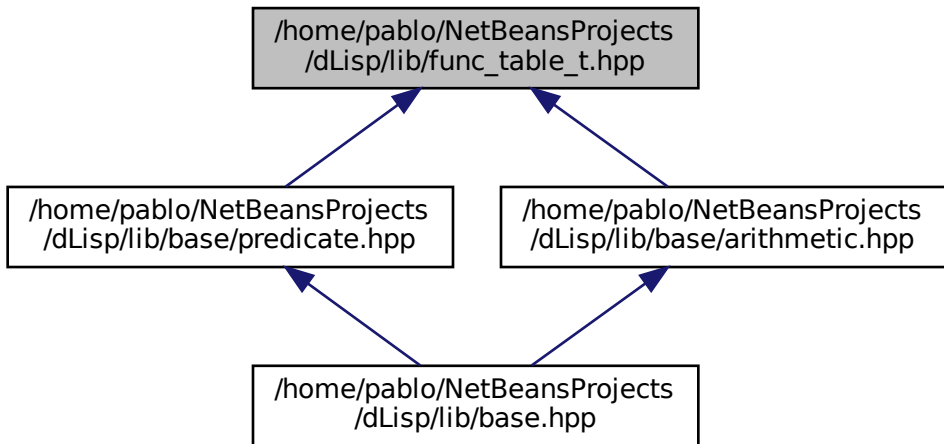 /home/pablo/NetBeansProjects
/dLisp/lib/func_table_t.hpp
/home/pablo/NetBeansProjects
/dLisp/lib/base/predicate.hpp
/home/pablo/NetBeansProjects
/dLisp/lib/base/arithmetic.hpp
/home/pablo/NetBeansProjects
/dLisp/lib/base.hpp